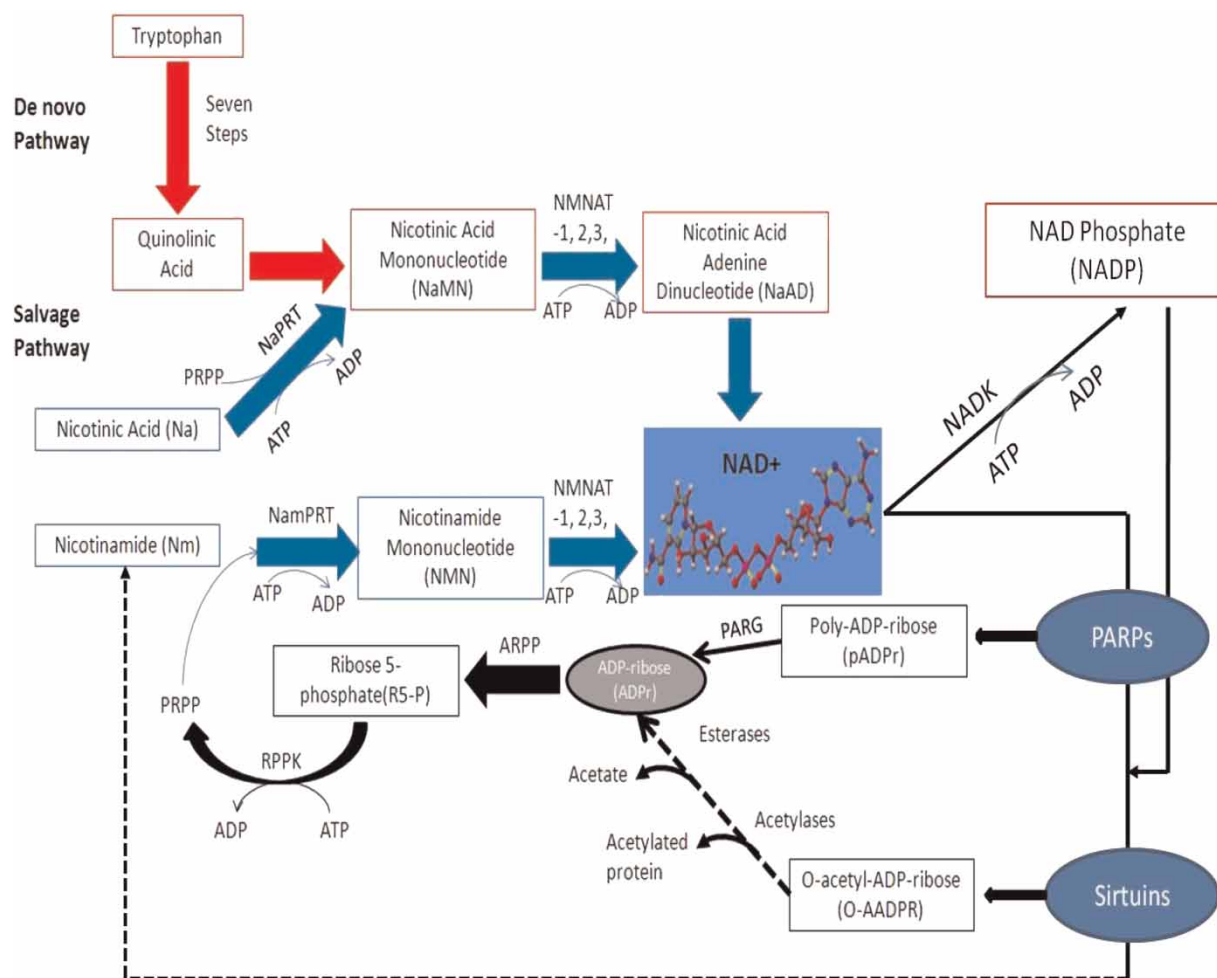 Tryptophan
De novo
Pathway
Seven
Steps
Quinolinic
Acid
Nicotinic Acid
Mononucleotide
(NaMN)
NMNAT
-1, 2,3,
ATP
ADP
Nicotinic Acid
Adenine
Dinucleotide (NaAD)
NAD Phosphate
(NADP)
Salvage
Pathway
NaPRT
PRPP
ADP
ATP
Nicotinic Acid (Na)
NADK
ADP
ATP
NAD+
Nicotinamide (Nm)
NamPRT
ATP
ADP
Nicotinamide
Mononucleotide
(NMN)
NMNAT
-1, 2,3,
ATP
ADP
PARPs
Poly-ADP-ribose
(pADPr)
PARG
ADP-ribose
(ADPr)
ARPP
Ribose 5-
phosphate(R5-P)
PRPP
RPPK
ADP
ATP
Esterases
Acetate
Acetylases
Acetylated
protein
O-acetyl-ADP-ribose
(O-AADPR)
Sirtuins